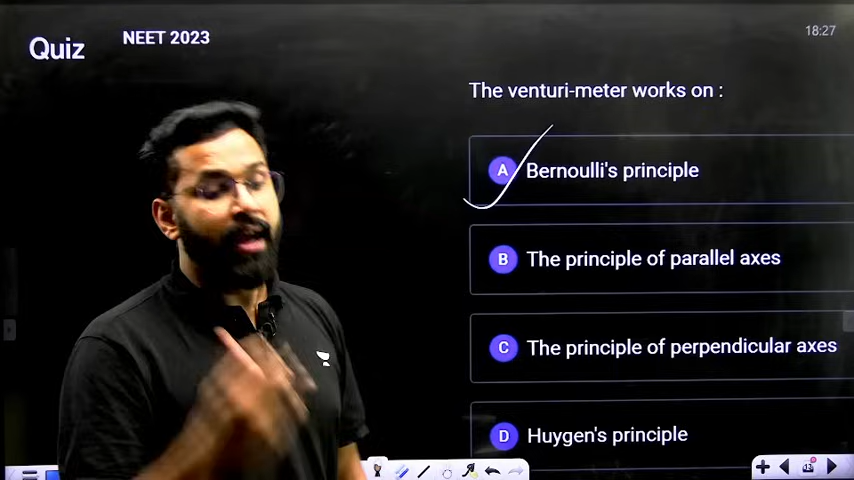 Quiz
NEET 2023
18:27
The venturi-meter works on :
A Bernoulli's principle
B The principle of parallel axes
C The principle of perpendicular axes
D Huygen's principle
13